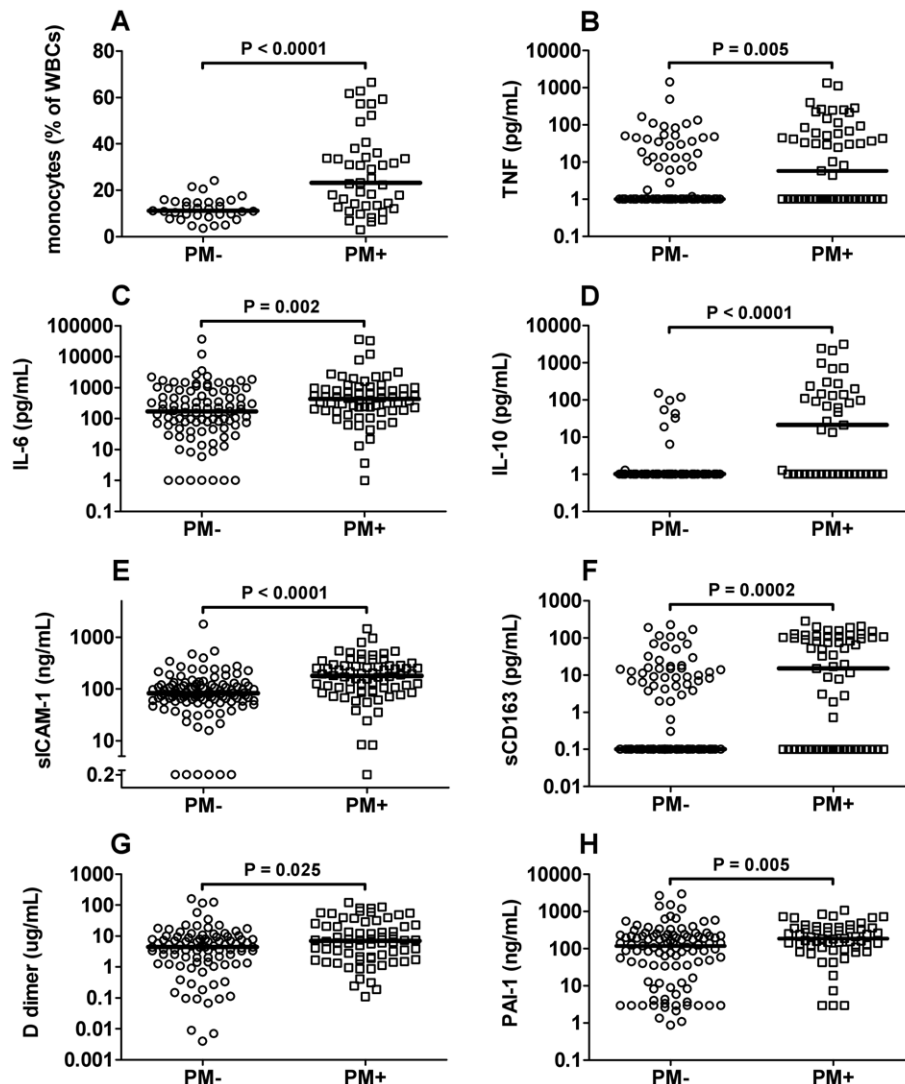 A
P < 0.0001
monocytes (% of WBCs)
80
60
40
20
0
PM-
PM+
B
P = 0.005
TNF (pg/mL)
10000
1000
100
10
1
0.1
PM-
PM+
C
P = 0.002
IL-6 (pg/mL)
100000
10000
1000
100
10
1
0.1
PM-
PM+
D
P < 0.0001
IL-10 (pg/mL)
10000
1000
100
10
1
0.1
PM-
PM+
E
P < 0.0001
sICAM-1 (ng/mL)
1000
100
10
0.2
PM-
PM+
F
P = 0.0002
sCD163 (pg/mL)
1000
100
10
1
0.1
0.01
PM-
PM+
G
P = 0.025
D dimer (ug/mL)
1000
100
10
1
0.1
0.01
0.001
PM-
PM+
H
P = 0.005
PAI-1 (ng/mL)
10000
1000
100
10
1
0.1
PM-
PM+